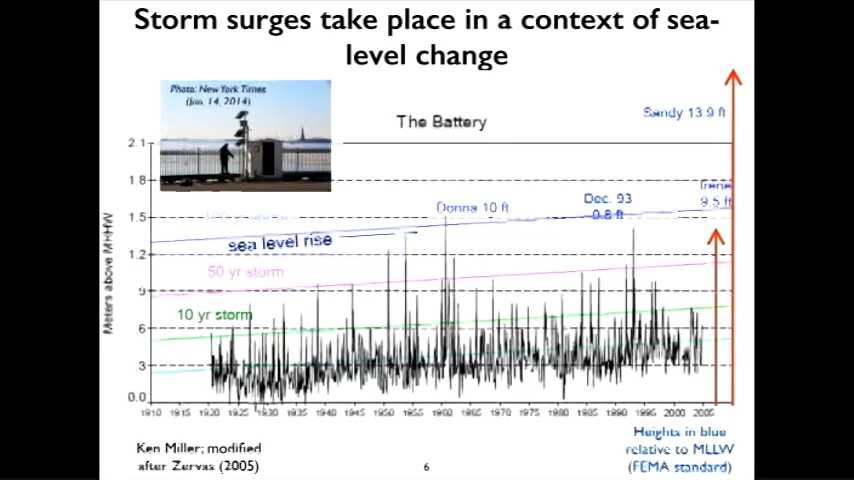 Storm surges take place in a context of sea-
level change
Photo: New York Times
(Jan. 14, 2014)
The Battery
Sandy 13.9 ft
Irene
9.5 ft
Dec. 93
9.8 ft
Donna 10 ft
sea level rise
50 yr storm
10 yr storm
Meters above MHHW
2.1
1.8
1.5
1.2
9
6
3
0.0
1910 1915 1920 1925 1930 1935 1940 1945 1950 1955 1960 1965 1970 1975 1980 1985 1990 1995 2000 2005
Heights in blue
relative to MLLW
(FEMA standard)
Ken Miller; modified
after Zervas (2005)
6